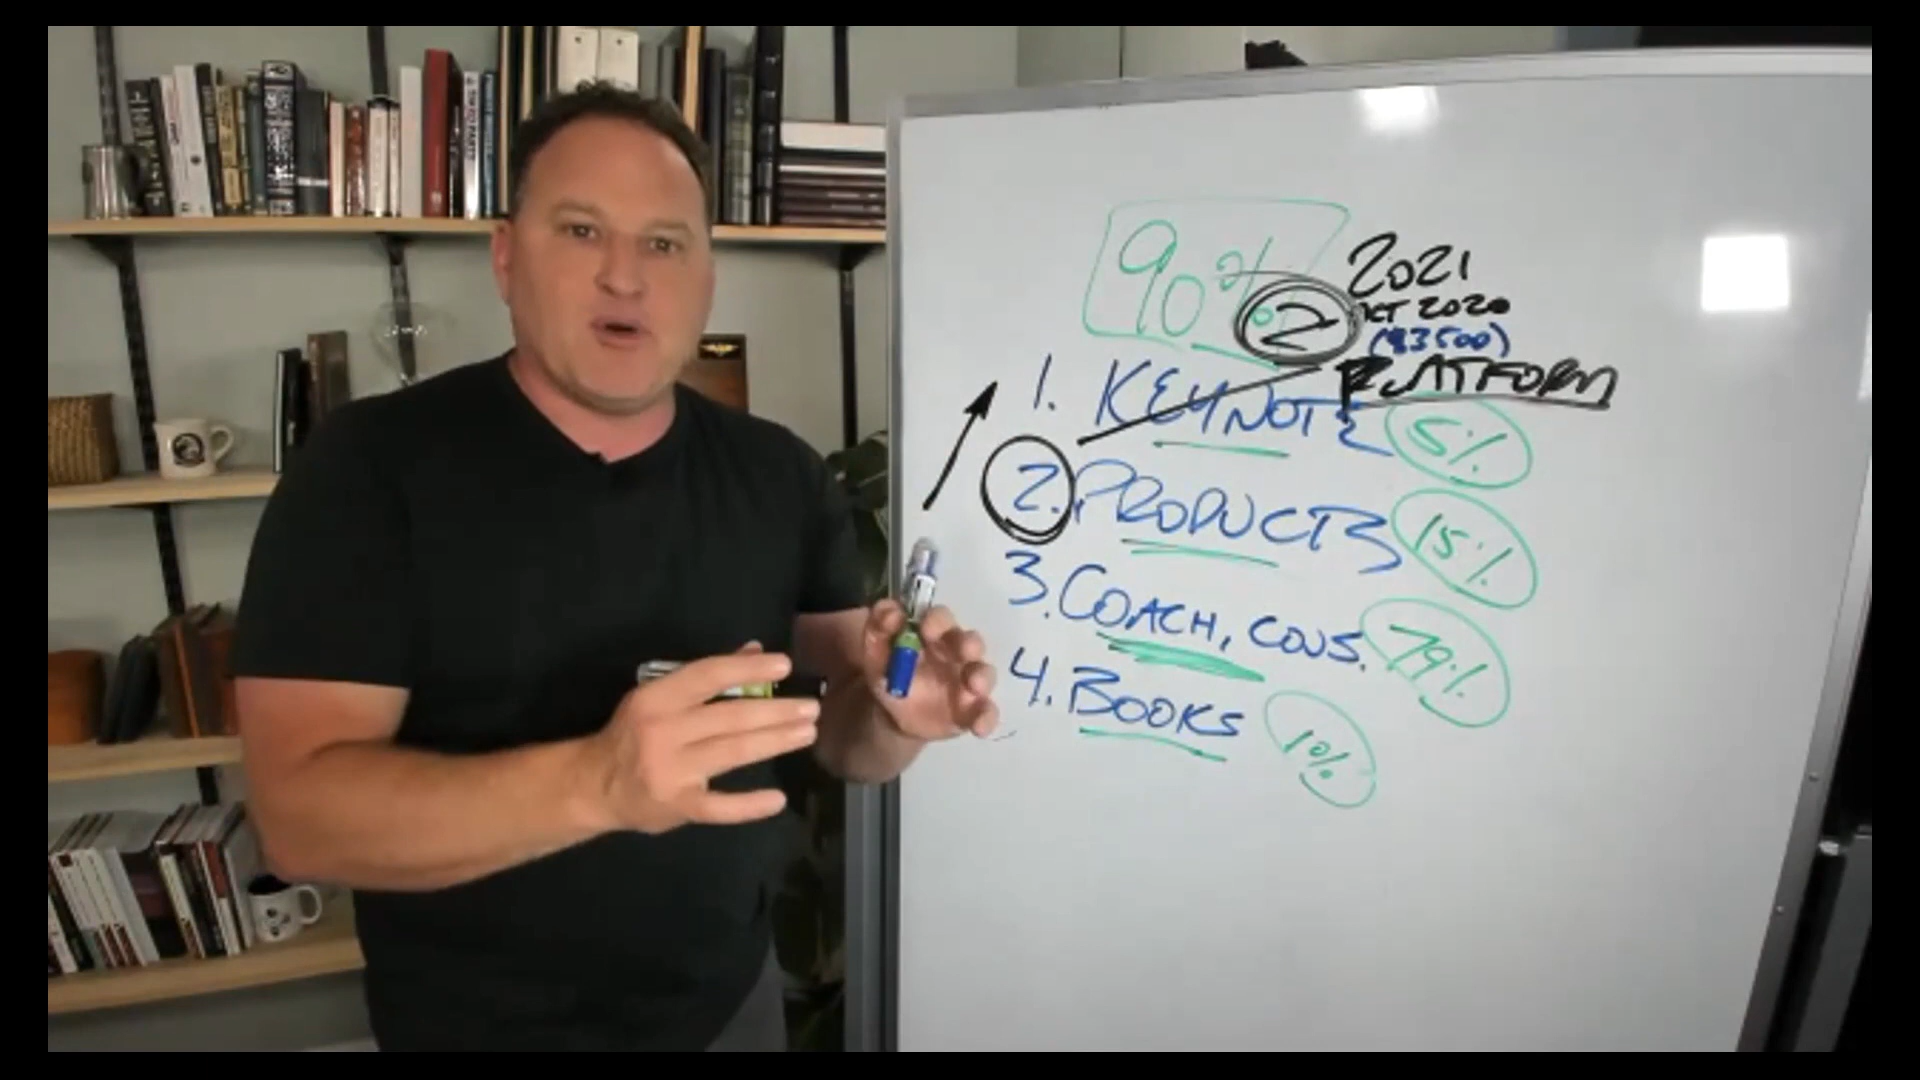 90%
2
2021
OCT 2020
($3500)
PLATFORM
1. KEYNOTE 5%
2. PRODUCTS 15%
3. COACH, CONS. 79%
4. BOOKS 10%